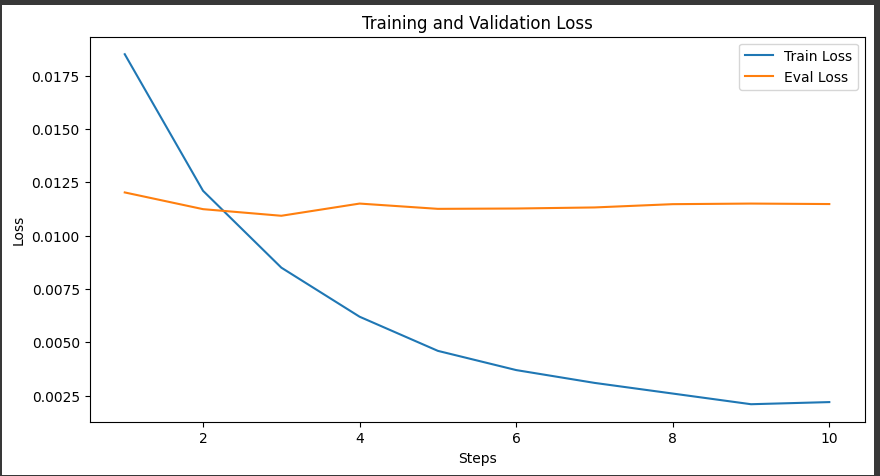 Training and Validation Loss
Train Loss
Eval Loss
0.0175
0.0150
0.0125
0.0100
0.0075
0.0050
0.0025
Loss
2 4 6 8 10
Steps